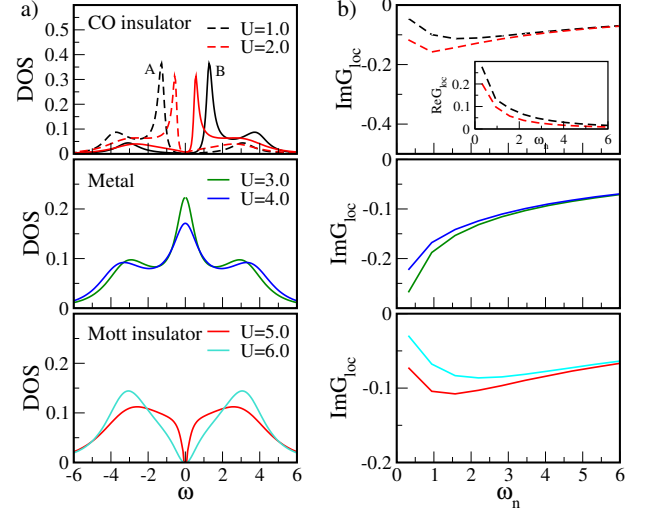 a)
CO insulator
U=1.0
U=2.0
A
B
DOS
0.5
0.4
0.3
0.2
0.1
0
Metal
U=3.0
U=4.0
DOS
0.2
0.1
0
Mott insulator
U=5.0
U=6.0
DOS
0.2
0.1
0
-6 -4 -2 0 2 4 6
ω
b)
ImG_loc
0
-0.2
-0.4
ReG_loc
0.2
0.1
0
0 2 4 6
ω_n
ImG_loc
0
-0.1
-0.2
ImG_loc
0
-0.1
-0.2
0 1 2 3 4 5 6
ω_n